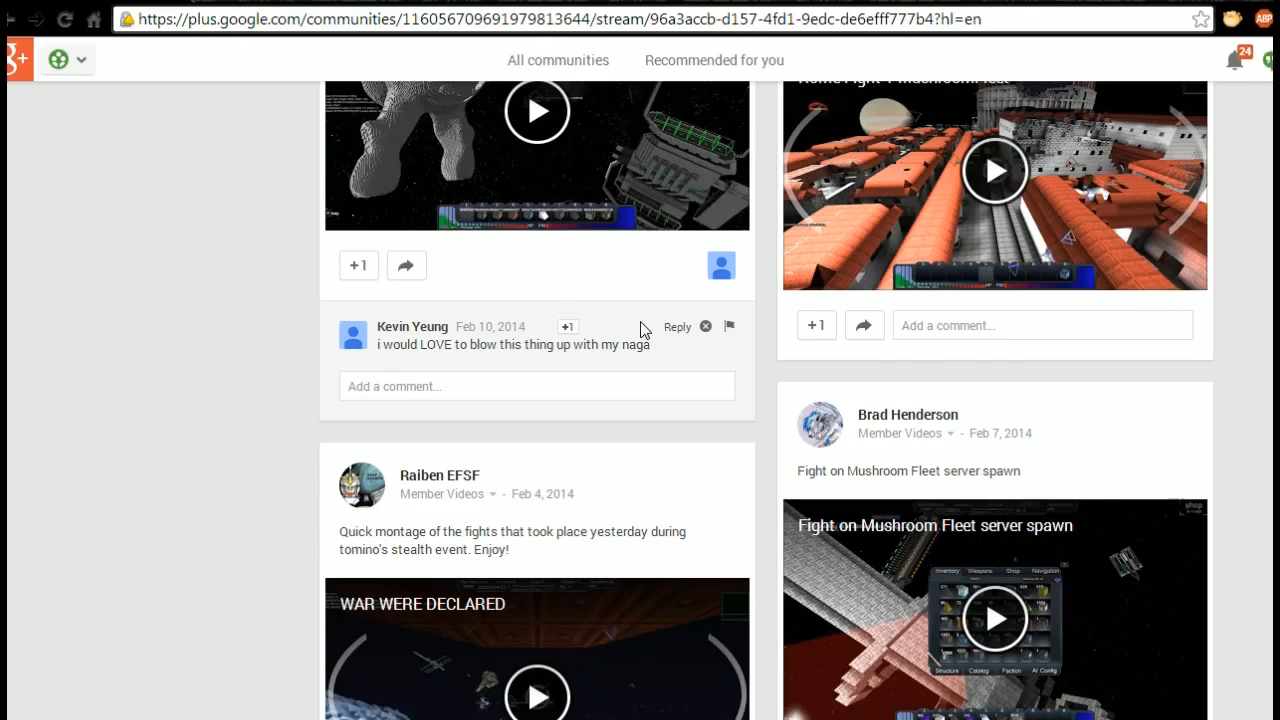 https://plus.google.com/communities/116056709691979813644/stream/96a3accb-d157-4fd1-9edc-de6efff777b4?hl=en
ABP
g+
All communities
Recommended for you
24
+1
Kevin Yeung Feb 10, 2014 +1 Reply
i would LOVE to blow this thing up with my naga
Add a comment...
Raiben EFSF
Member Videos - Feb 4, 2014
Quick montage of the fights that took place yesterday during
tomino's stealth event. Enjoy!
WAR WERE DECLARED
+1
Add a comment...
Brad Henderson
Member Videos - Feb 7, 2014
Fight on Mushroom Fleet server spawn
shop
Fight on Mushroom Fleet server spawn
Inventory Weapons Shop Navigation
Structure Catalog Faction AI Config